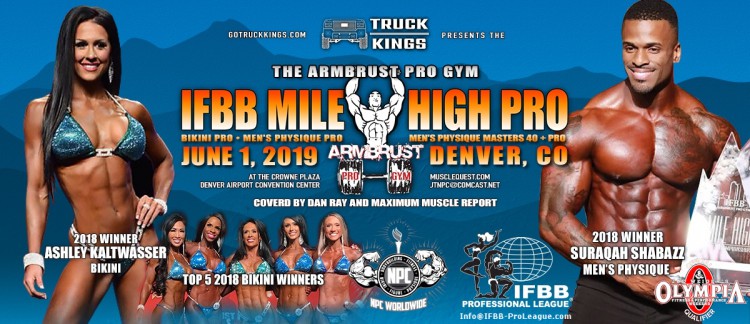 GOTRUCKKINGS.COM
TRUCK KINGS
PRESENTS THE
THE ARMBRUST PRO GYM
IFBB MILE HIGH PRO
BIKINI PRO + MEN'S PHYSIQUE PRO
MEN'S PHYSIQUE MASTERS 40 + PRO
JUNE 1, 2019
ARMBRUST
PRO GYM
DENVER, CO
AT THE CROWNE PLAZA
DENVER AIRPORT CONVENTION CENTER
MUSCLEQUEST.COM
JTNPC@COMCAST.NET
COVERD BY DAN RAY AND MAXIMUM MUSCLE REPORT
2018 WINNER
ASHLEY KALTWASSER
BIKINI
TOP 5 2018 BIKINI WINNERS
NPC
NPC WORLDWIDE
IFBB
PROFESSIONAL LEAGUE
Info@IFBB-ProLeague.com
2018 WINNER
SURAQAH SHABAZZ
MEN'S PHYSIQUE
IFBB
OLYMPIA
QUALIFIER